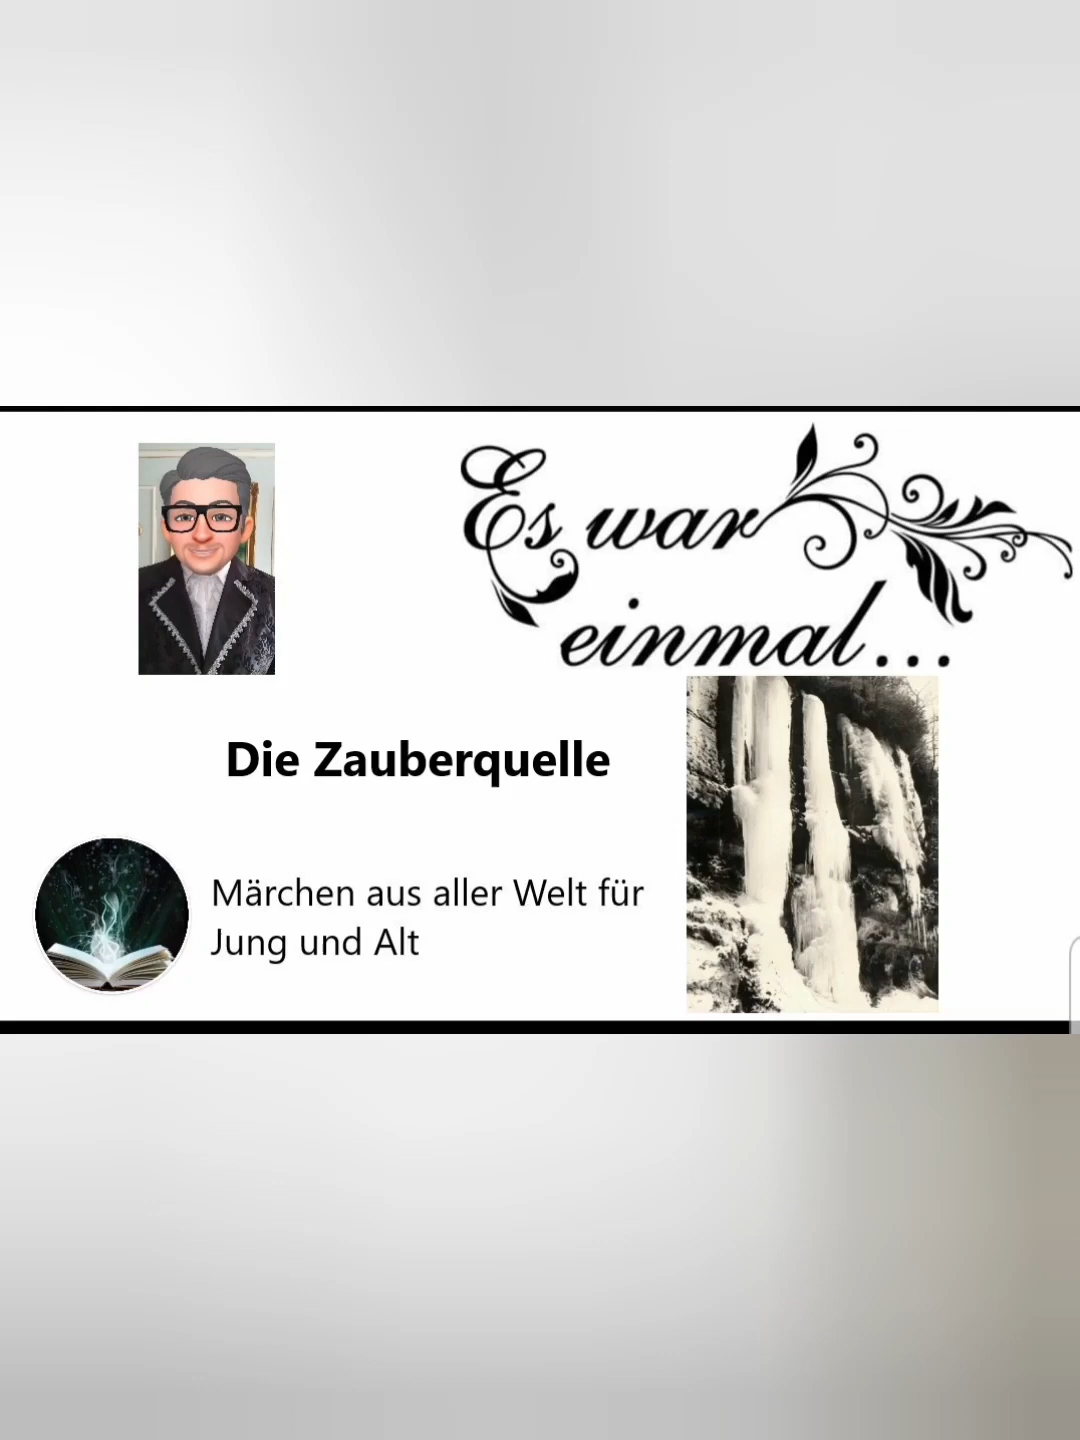 Es war
einmal...
Die Zauberquelle
Märchen aus aller Welt für
Jung und Alt